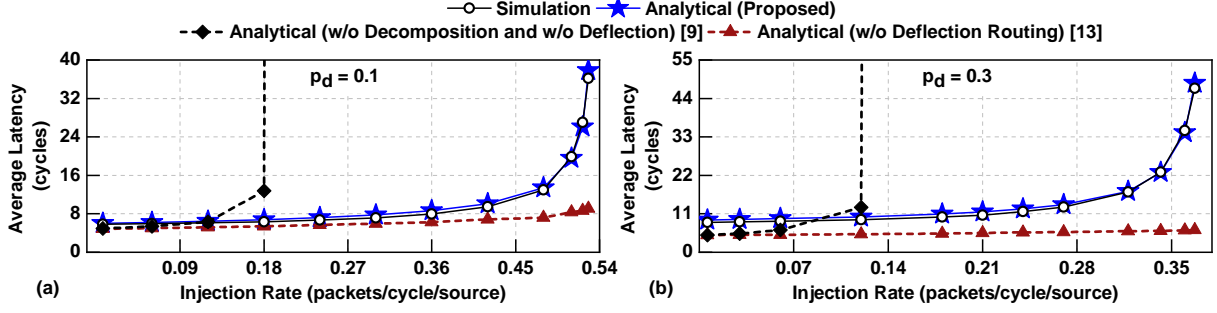 Simulation Analytical (Proposed)
Analytical (w/o Decomposition and w/o Deflection) [9] Analytical (w/o Deflection Routing) [13]
Average Latency
(cycles)
40
32
24
16
8
0
p_d = 0.1
0.09 0.18 0.27 0.36 0.45 0.54
(a) Injection Rate (packets/cycle/source)
Average Latency
(cycles)
55
44
33
22
11
0
p_d = 0.3
0.07 0.14 0.21 0.28 0.35
(b) Injection Rate (packets/cycle/source)